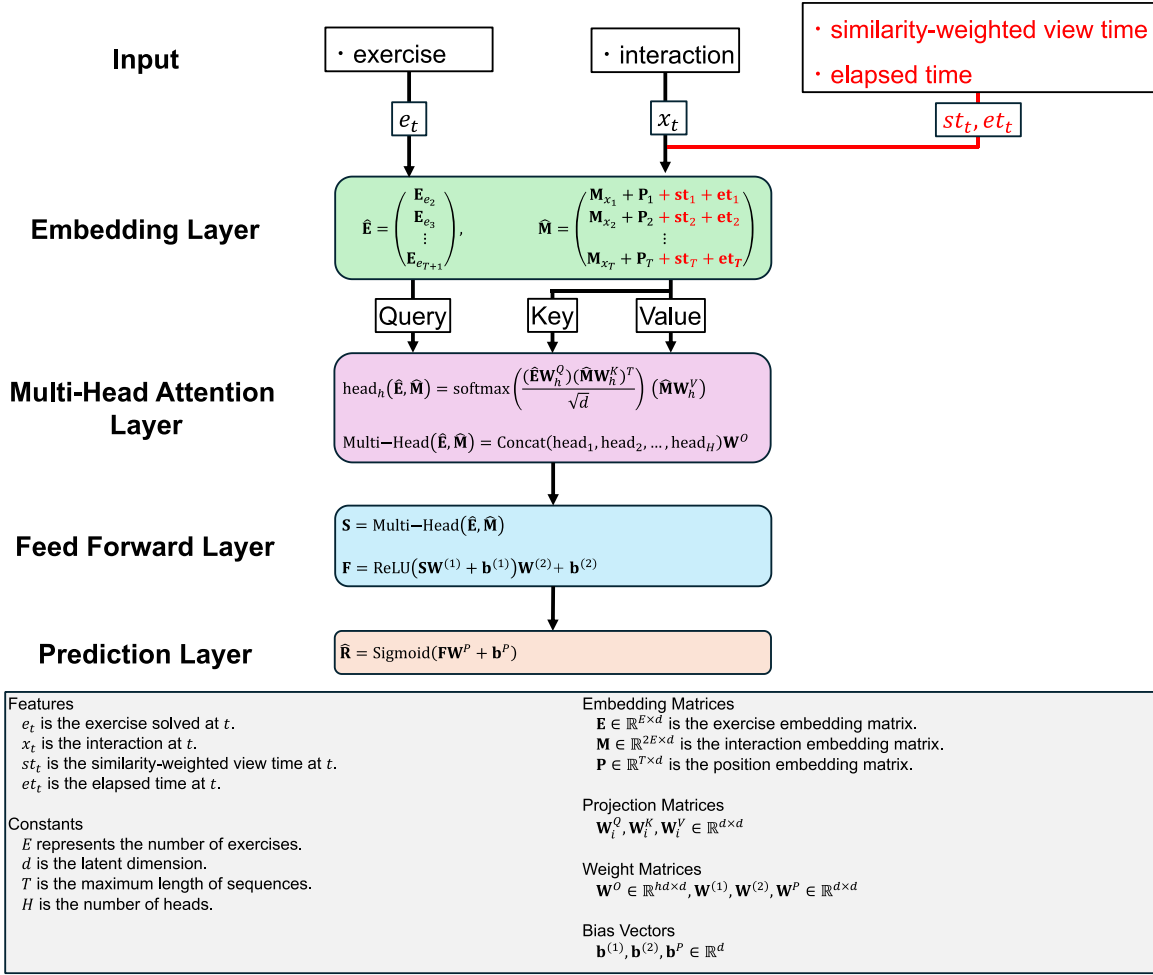 Input
・exercise
・interaction
・similarity-weighted view time
・elapsed time
e_t
x_t
st_t, et_t
Embedding Layer
Ê = (E_{e_2} E_{e_3} ⋮ E_{e_{T+1}}),
M̂ = (M_{x_1} + P_1 + st_1 + et_1
M_{x_2} + P_2 + st_2 + et_2
⋮
M_{x_T} + P_T + st_T + et_T)
Query
Key
Value
Multi-Head Attention
Layer
head_h(Ê, M̂) = softmax((ÊW_h^Q)(M̂W_h^K)^T / √d) (M̂W_h^V)
Multi−Head(Ê, M̂) = Concat(head_1, head_2, … , head_H)W^O
Feed Forward Layer
S = Multi−Head(Ê, M̂)
F = ReLU(SW^{(1)} + b^{(1)})W^{(2)} + b^{(2)}
Prediction Layer
R̂ = Sigmoid(FW^P + b^P)
Features
e_t is the exercise solved at t.
x_t is the interaction at t.
st_t is the similarity-weighted view time at t.
et_t is the elapsed time at t.
Constants
E represents the number of exercises.
d is the latent dimension.
T is the maximum length of sequences.
H is the number of heads.
Embedding Matrices
E ∈ ℝ^{E×d} is the exercise embedding matrix.
M ∈ ℝ^{2E×d} is the interaction embedding matrix.
P ∈ ℝ^{T×d} is the position embedding matrix.
Projection Matrices
W_i^Q, W_i^K, W_i^V ∈ ℝ^{d×d}
Weight Matrices
W^O ∈ ℝ^{hd×d}, W^{(1)}, W^{(2)}, W^P ∈ ℝ^{d×d}
Bias Vectors
b^{(1)}, b^{(2)}, b^P ∈ ℝ^d